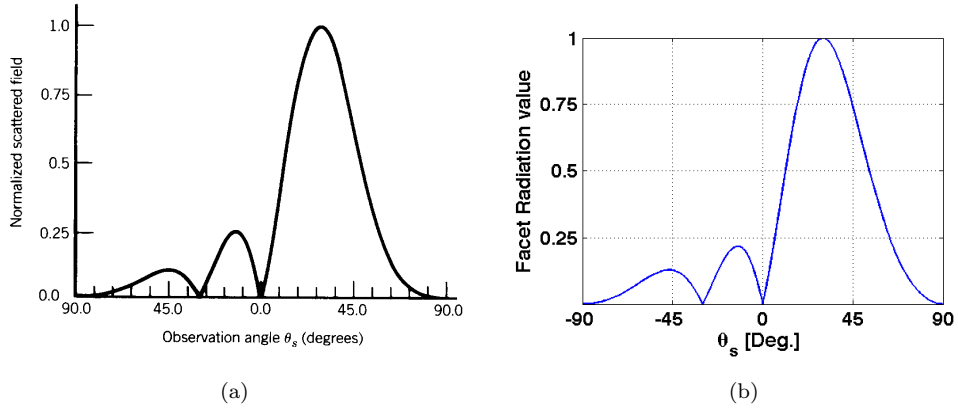 Normalized scattered field
1.0
0.75
0.5
0.25
0.0
90.0 45.0 0.0 45.0 90.0
Observation angle θs (degrees)
(a)
Facet Radiation value
1
0.75
0.5
0.25
-90 -45 0 45 90
θs [Deg.]
(b)